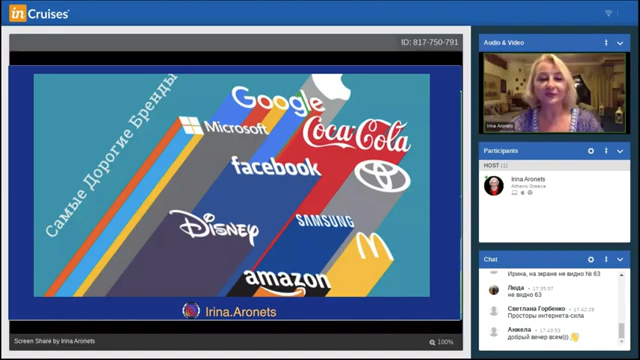 in Cruises®
ID: 817-750-791
Самые Дорогие Бренды
Google
Microsoft
Coca-Cola
facebook
Disney
SAMSUNG
amazon
Irina.Aronets
Screen Share by Irina Aronets
100%
Audio & Video
Irina Aronets
Participants
HOST (1)
Irina Aronets
Athens, Greece
Chat
Ирина, на экране не видно № 63
Люда
17:35:57
не видно 63
Светлана Горбенко
17:42:28
Просторы интернета-сила
Анжела
17:43:53
добрый вечер всем)))